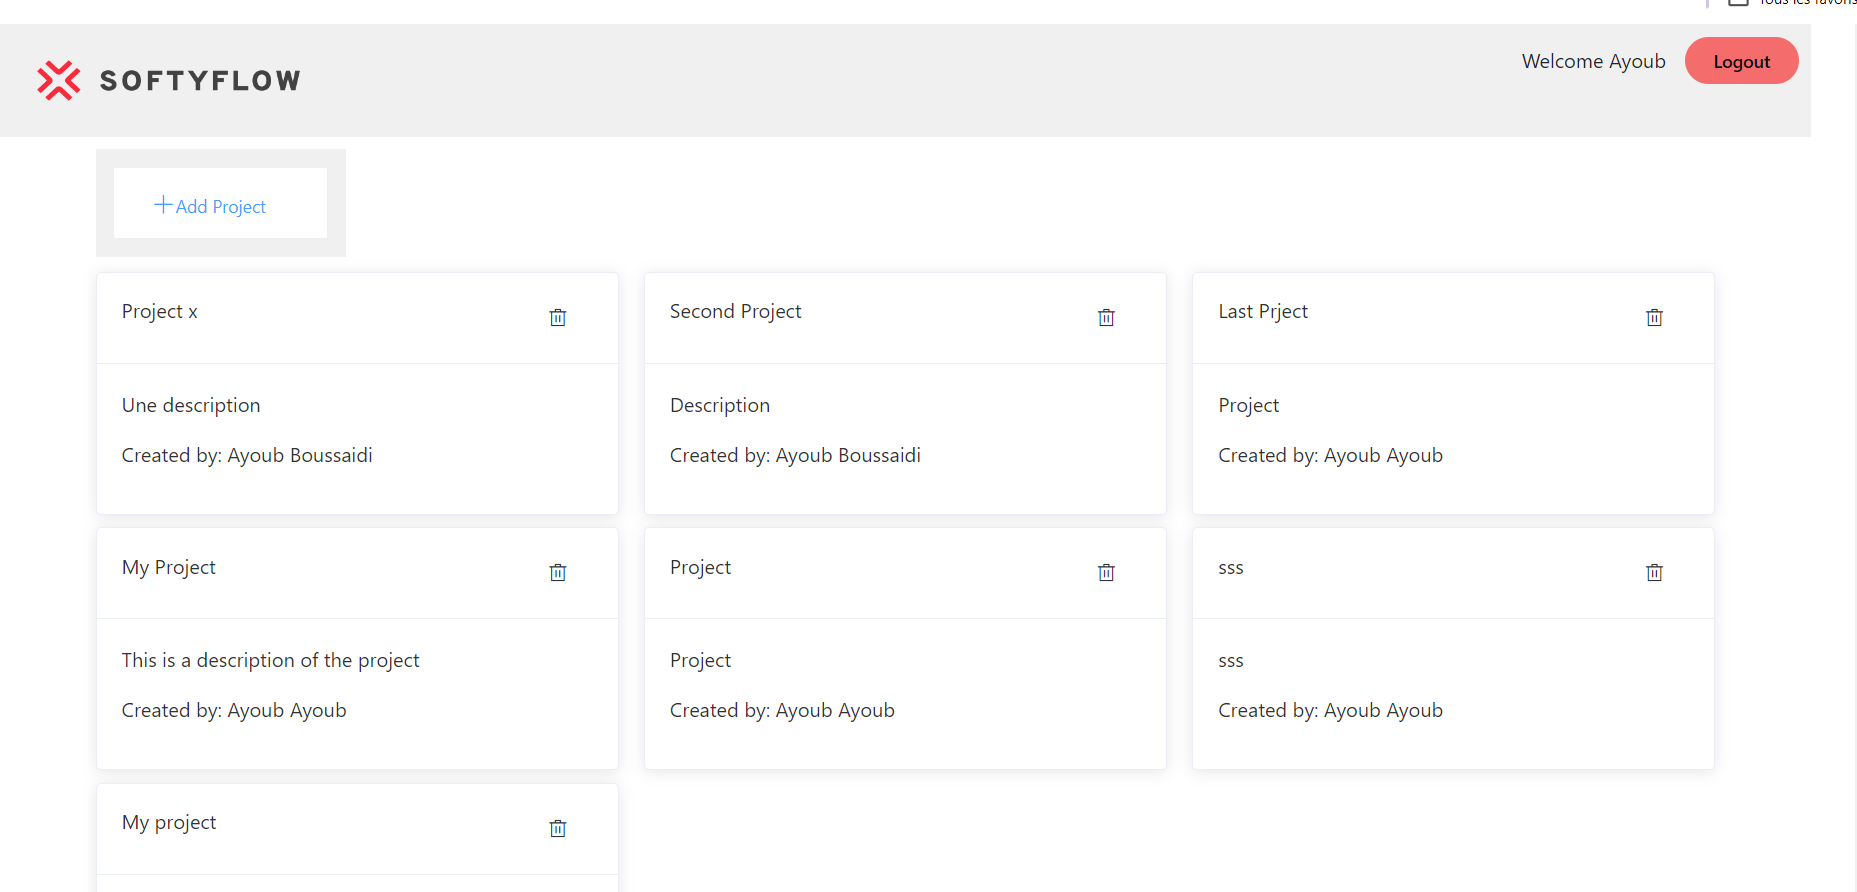 Tous les favoris
Welcome Ayoub
Logout
SOFTYFLOW
Add Project
Project x
Second Project
Last Prject
Une description
Description
Project
Created by: Ayoub Boussaidi
Created by: Ayoub Boussaidi
Created by: Ayoub Ayoub
My Project
Project
sss
This is a description of the project
Project
sss
Created by: Ayoub Ayoub
Created by: Ayoub Ayoub
Created by: Ayoub Ayoub
My project